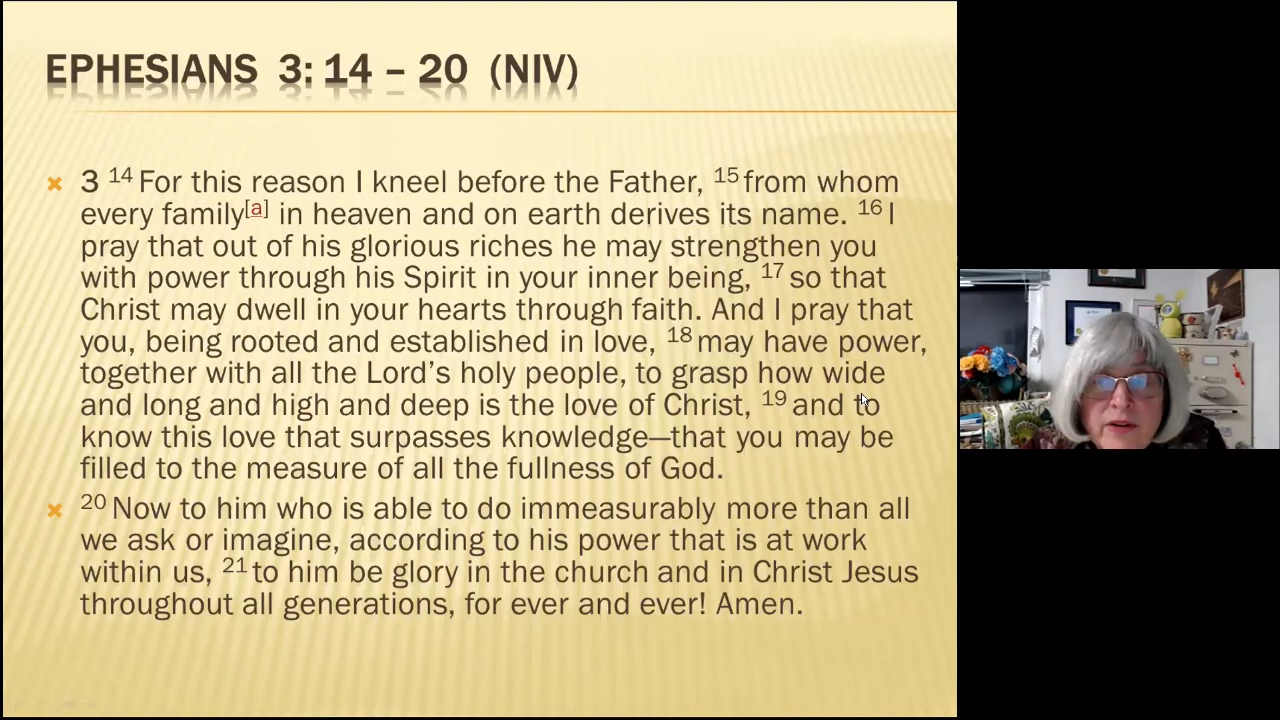 EPHESIANS 3: 14 – 20 (NIV)
3 14 For this reason I kneel before the Father, 15 from whom
every family[a] in heaven and on earth derives its name. 16 I
pray that out of his glorious riches he may strengthen you
with power through his Spirit in your inner being, 17 so that
Christ may dwell in your hearts through faith. And I pray that
you, being rooted and established in love, 18 may have power,
together with all the Lord’s holy people, to grasp how wide
and long and high and deep is the love of Christ, 19 and to
know this love that surpasses knowledge—that you may be
filled to the measure of all the fullness of God.
20 Now to him who is able to do immeasurably more than all
we ask or imagine, according to his power that is at work
within us, 21 to him be glory in the church and in Christ Jesus
throughout all generations, for ever and ever! Amen.